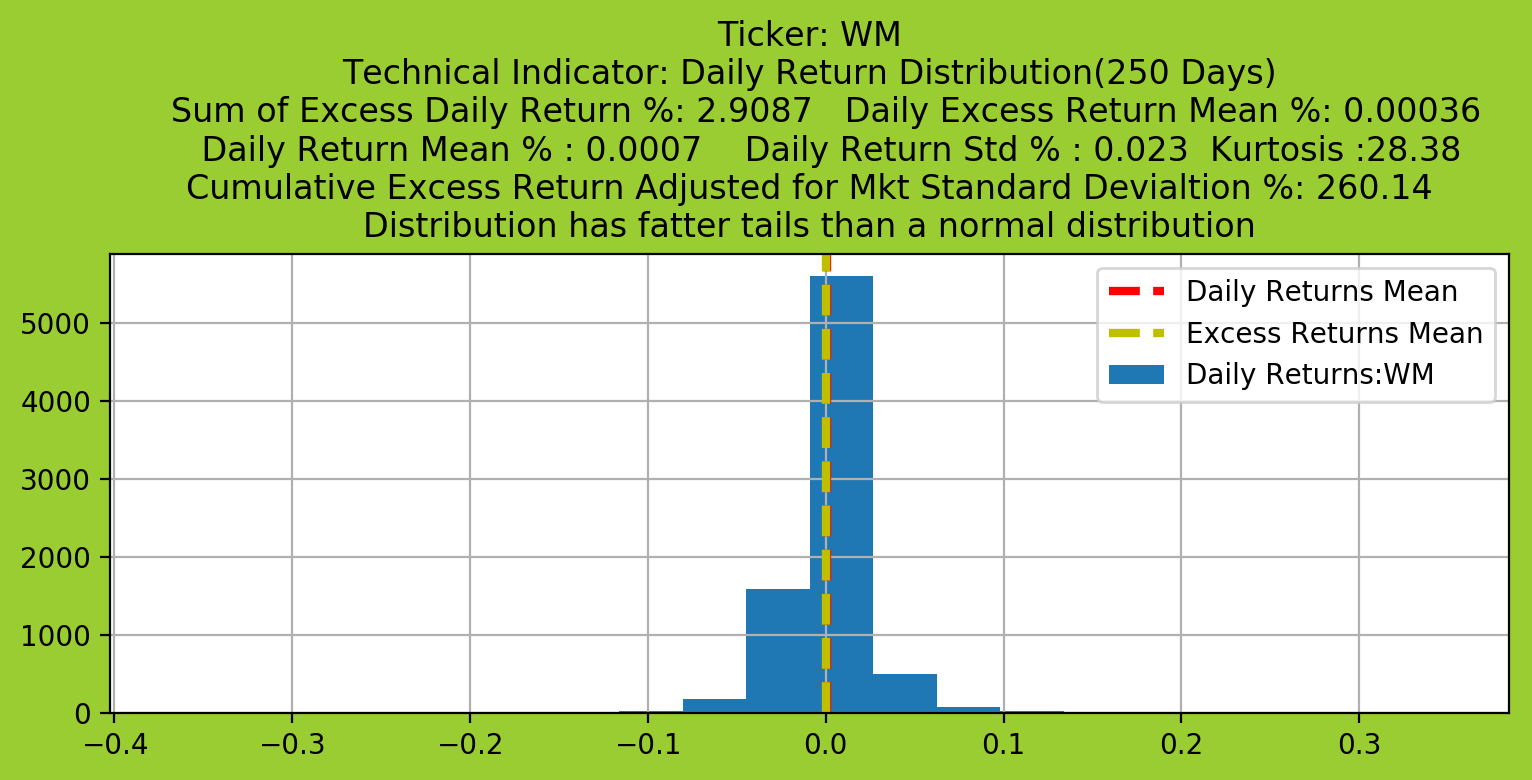 Ticker: WM
Technical Indicator: Daily Return Distribution(250 Days)
Sum of Excess Daily Return %: 2.9087   Daily Excess Return Mean %: 0.00036
Daily Return Mean % : 0.0007    Daily Return Std % : 0.023  Kurtosis :28.38
Cumulative Excess Return Adjusted for Mkt Standard Devialtion %: 260.14
Distribution has fatter tails than a normal distribution
Daily Returns Mean
Excess Returns Mean
Daily Returns:WM
5000
4000
3000
2000
1000
0
−0.4 −0.3 −0.2 −0.1 0.0 0.1 0.2 0.3